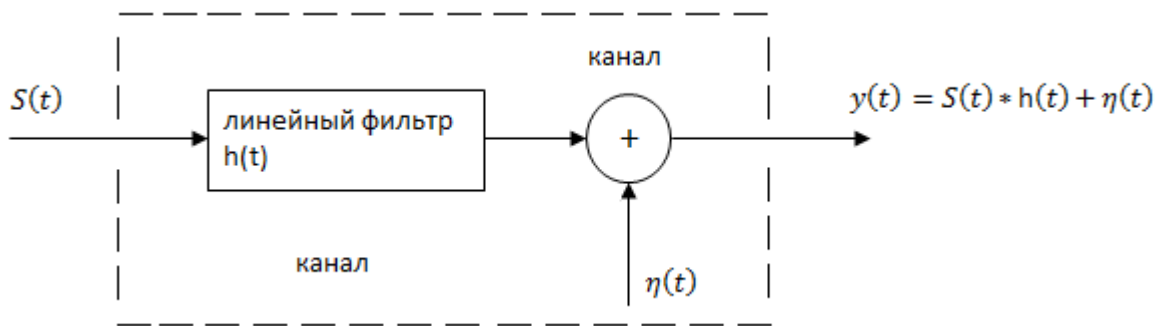 канал
S(t)
y(t) = S(t) ∗ h(t) + η(t)
линейный фильтр
h(t)
+
канал
η(t)